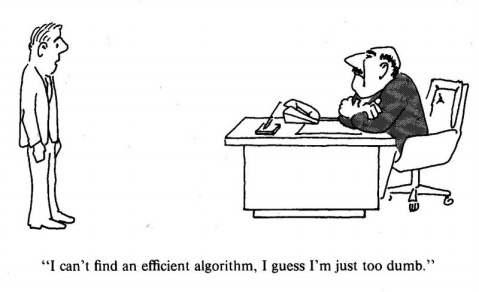 “I can’t find an efficient algorithm, I guess I’m just too dumb.”